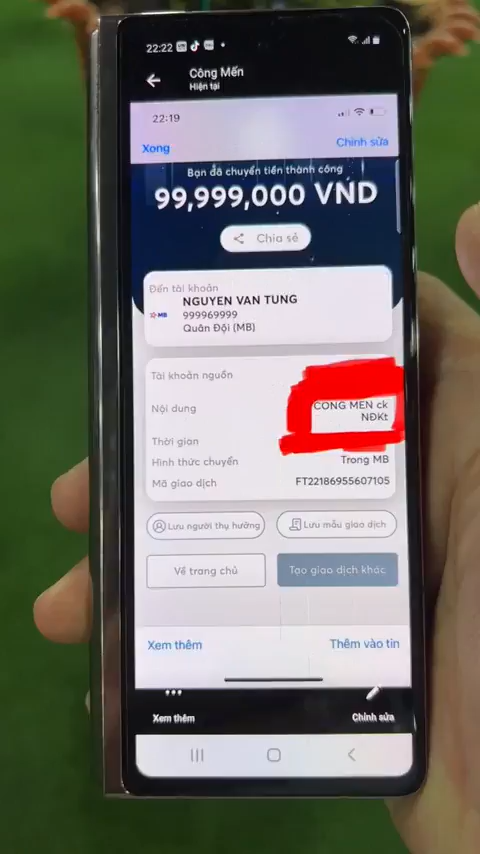 22:22
Công Mến
Hiện tại
22:19
Xong
Chỉnh sửa
Bạn đã chuyển tiền thành công
99,999,000 VND
Chia sẻ
Đến tài khoản
NGUYEN VAN TUNG
MB
999969999
Quân Đội (MB)
Tài khoản nguồn
Nội dung
CONG MEN ck
NĐKt
Thời gian
Hình thức chuyển
Trong MB
Mã giao dịch
FT22186955607105
Lưu người thụ hưởng
Lưu mẫu giao dịch
Về trang chủ
Tạo giao dịch khác
Xem thêm
Thêm vào tin
Xem thêm
Chỉnh sửa